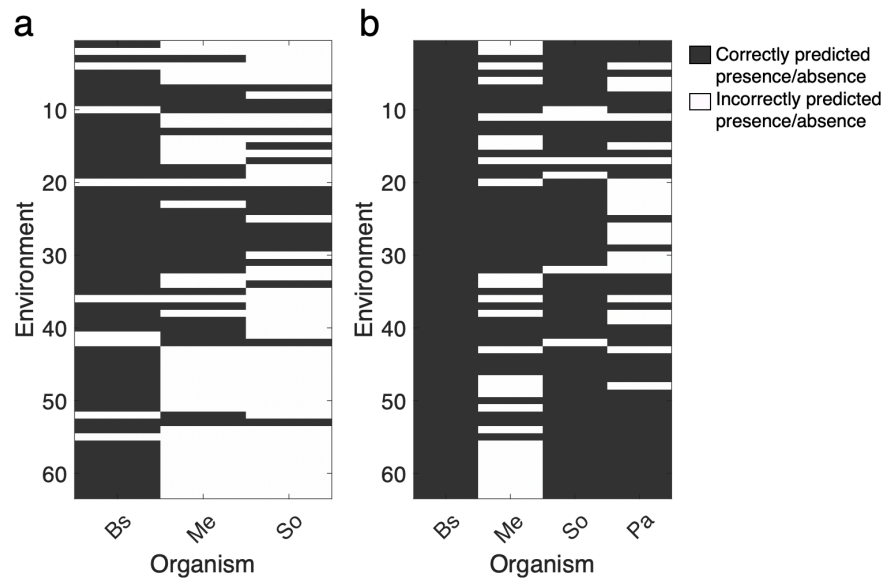 a
b
Correctly predicted
presence/absence
Incorrectly predicted
presence/absence
Environment
10
20
30
40
50
60
Bs
Me
So
Organism
Environment
10
20
30
40
50
60
Bs
Me
So
Pa
Organism